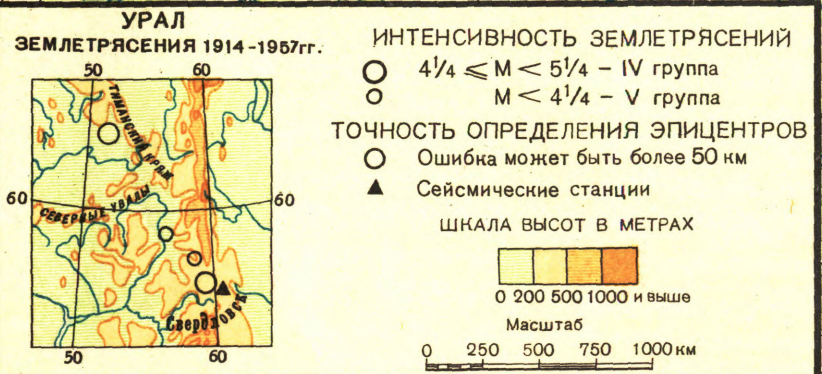 УРАЛ
ЗЕМЛЕТРЯСЕНИЯ 1914-1957гг.
50 60
ТИМАНСКИЙ КРЯЖ
60 60
СЕВЕРНЫЕ УВАЛЫ
Свердловск
50 60
ИНТЕНСИВНОСТЬ ЗЕМЛЕТРЯСЕНИЙ
4¼ ⩽ M < 5¼ – IV группа
M < 4¼ – V группа
ТОЧНОСТЬ ОПРЕДЕЛЕНИЯ ЭПИЦЕНТРОВ
Ошибка может быть более 50 км
Сейсмические станции
ШКАЛА ВЫСОТ В МЕТРАХ
0 200 500 1000 и выше
Масштаб
0 250 500 750 1000 км